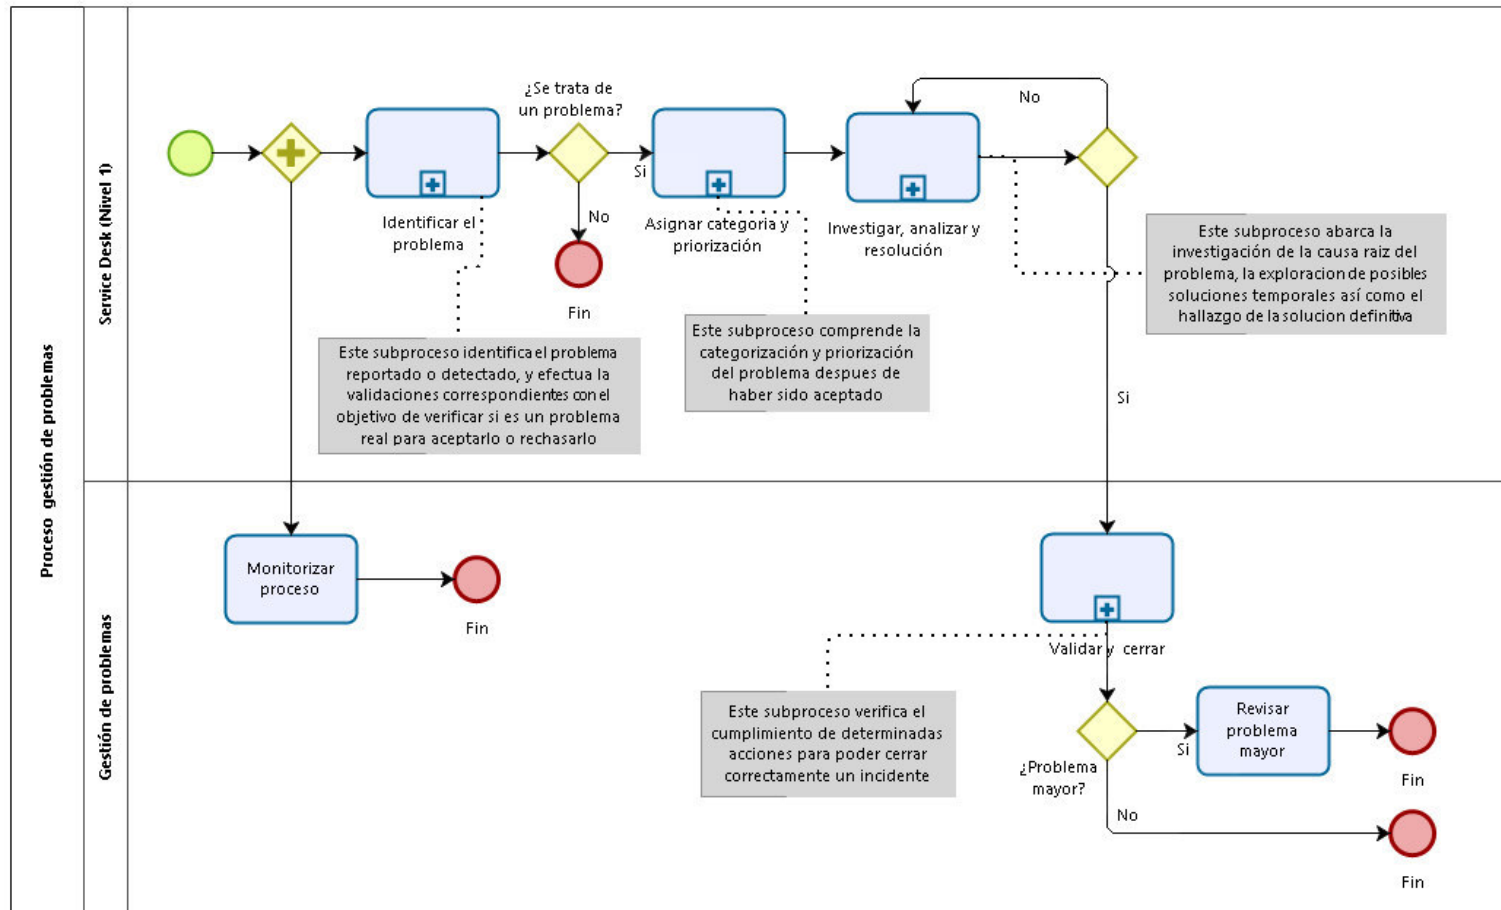 Proceso gestión de problemas
Service Desk (Nivel 1)
¿Se trata de
un problema?
No
Si
Identificar el
problema
No
Asignar categoria y
priorización
Investigar, analizar y
resolución
Fin
Este subproceso abarca la
investigación de la causa raiz del
problema, la exploracion de posibles
soluciones temporales así como el
hallazgo de la solucion definitiva
Este subproceso identifica el problema
reportado o detectado, y efectua la
validaciones correspondientes con el
objetivo de verificar si es un problema
real para aceptarlo o rechasarlo
Este subproceso comprende la
categorización y priorización
del problema despues de
haber sido aceptado
Si
Gestión de problemas
Monitorizar
proceso
Fin
Validar y cerrar
Este subproceso verifica el
cumplimiento de determinadas
acciones para poder cerrar
correctamente un incidente
¿Problema
mayor?
Si
Revisar
problema
mayor
Fin
No
Fin